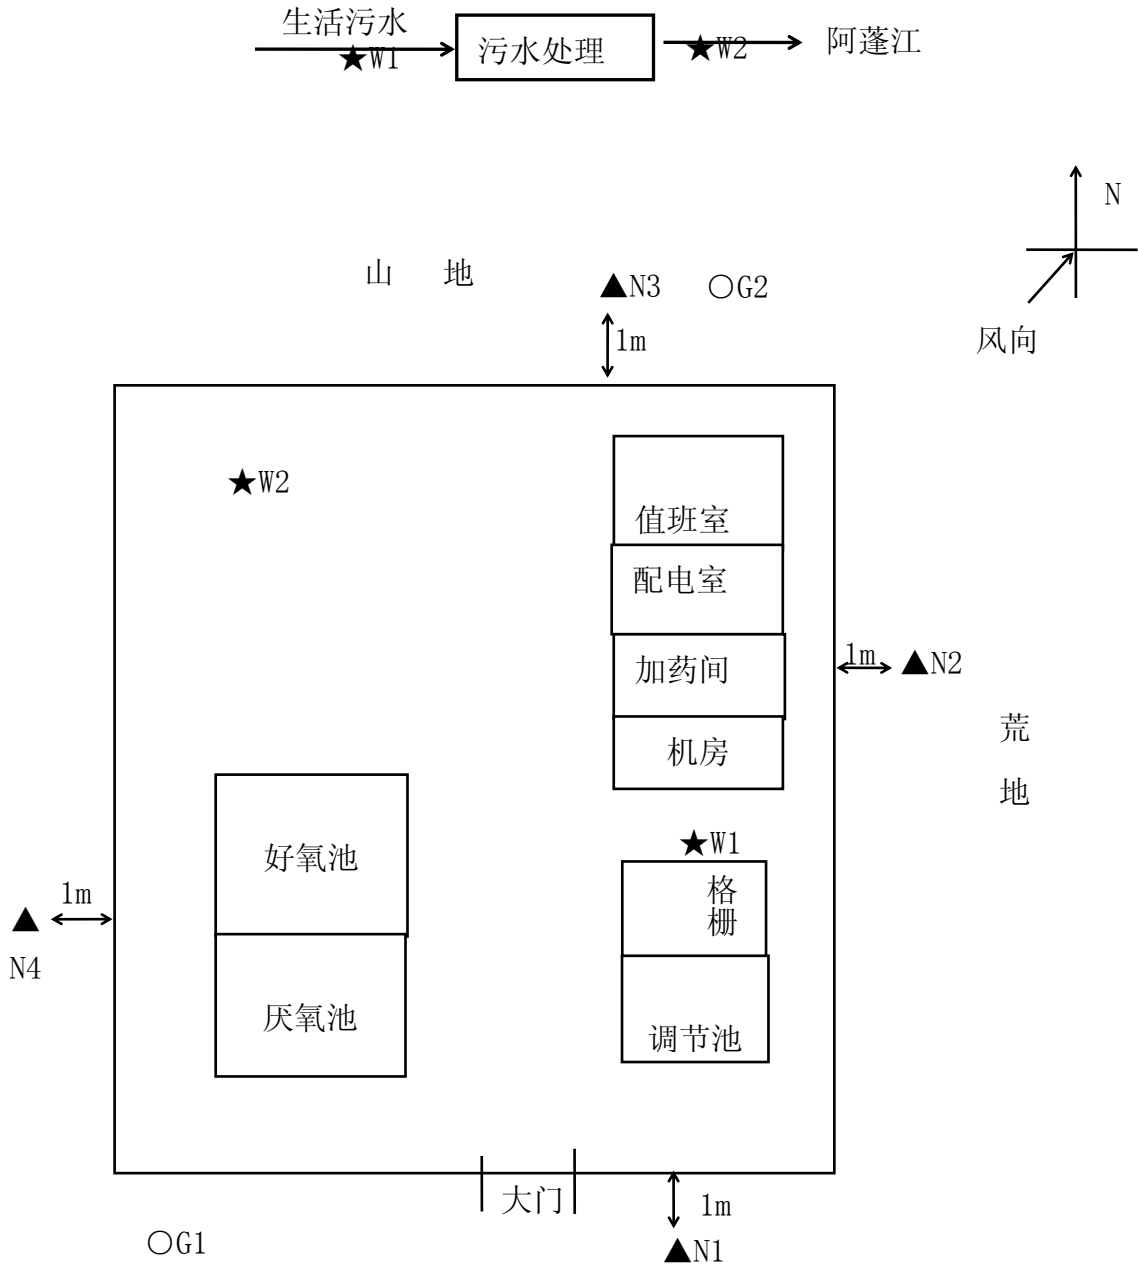 生活污水
★W1
污水处理
★W2
阿蓬江
N
风向
山 地
▲N3
○G2
1m
★W2
值班室
配电室
加药间
机房
1m
▲N2
荒
地
★W1
格
栅
调节池
好氧池
厌氧池
1m
▲
N4
大门
1m
▲N1
○G1